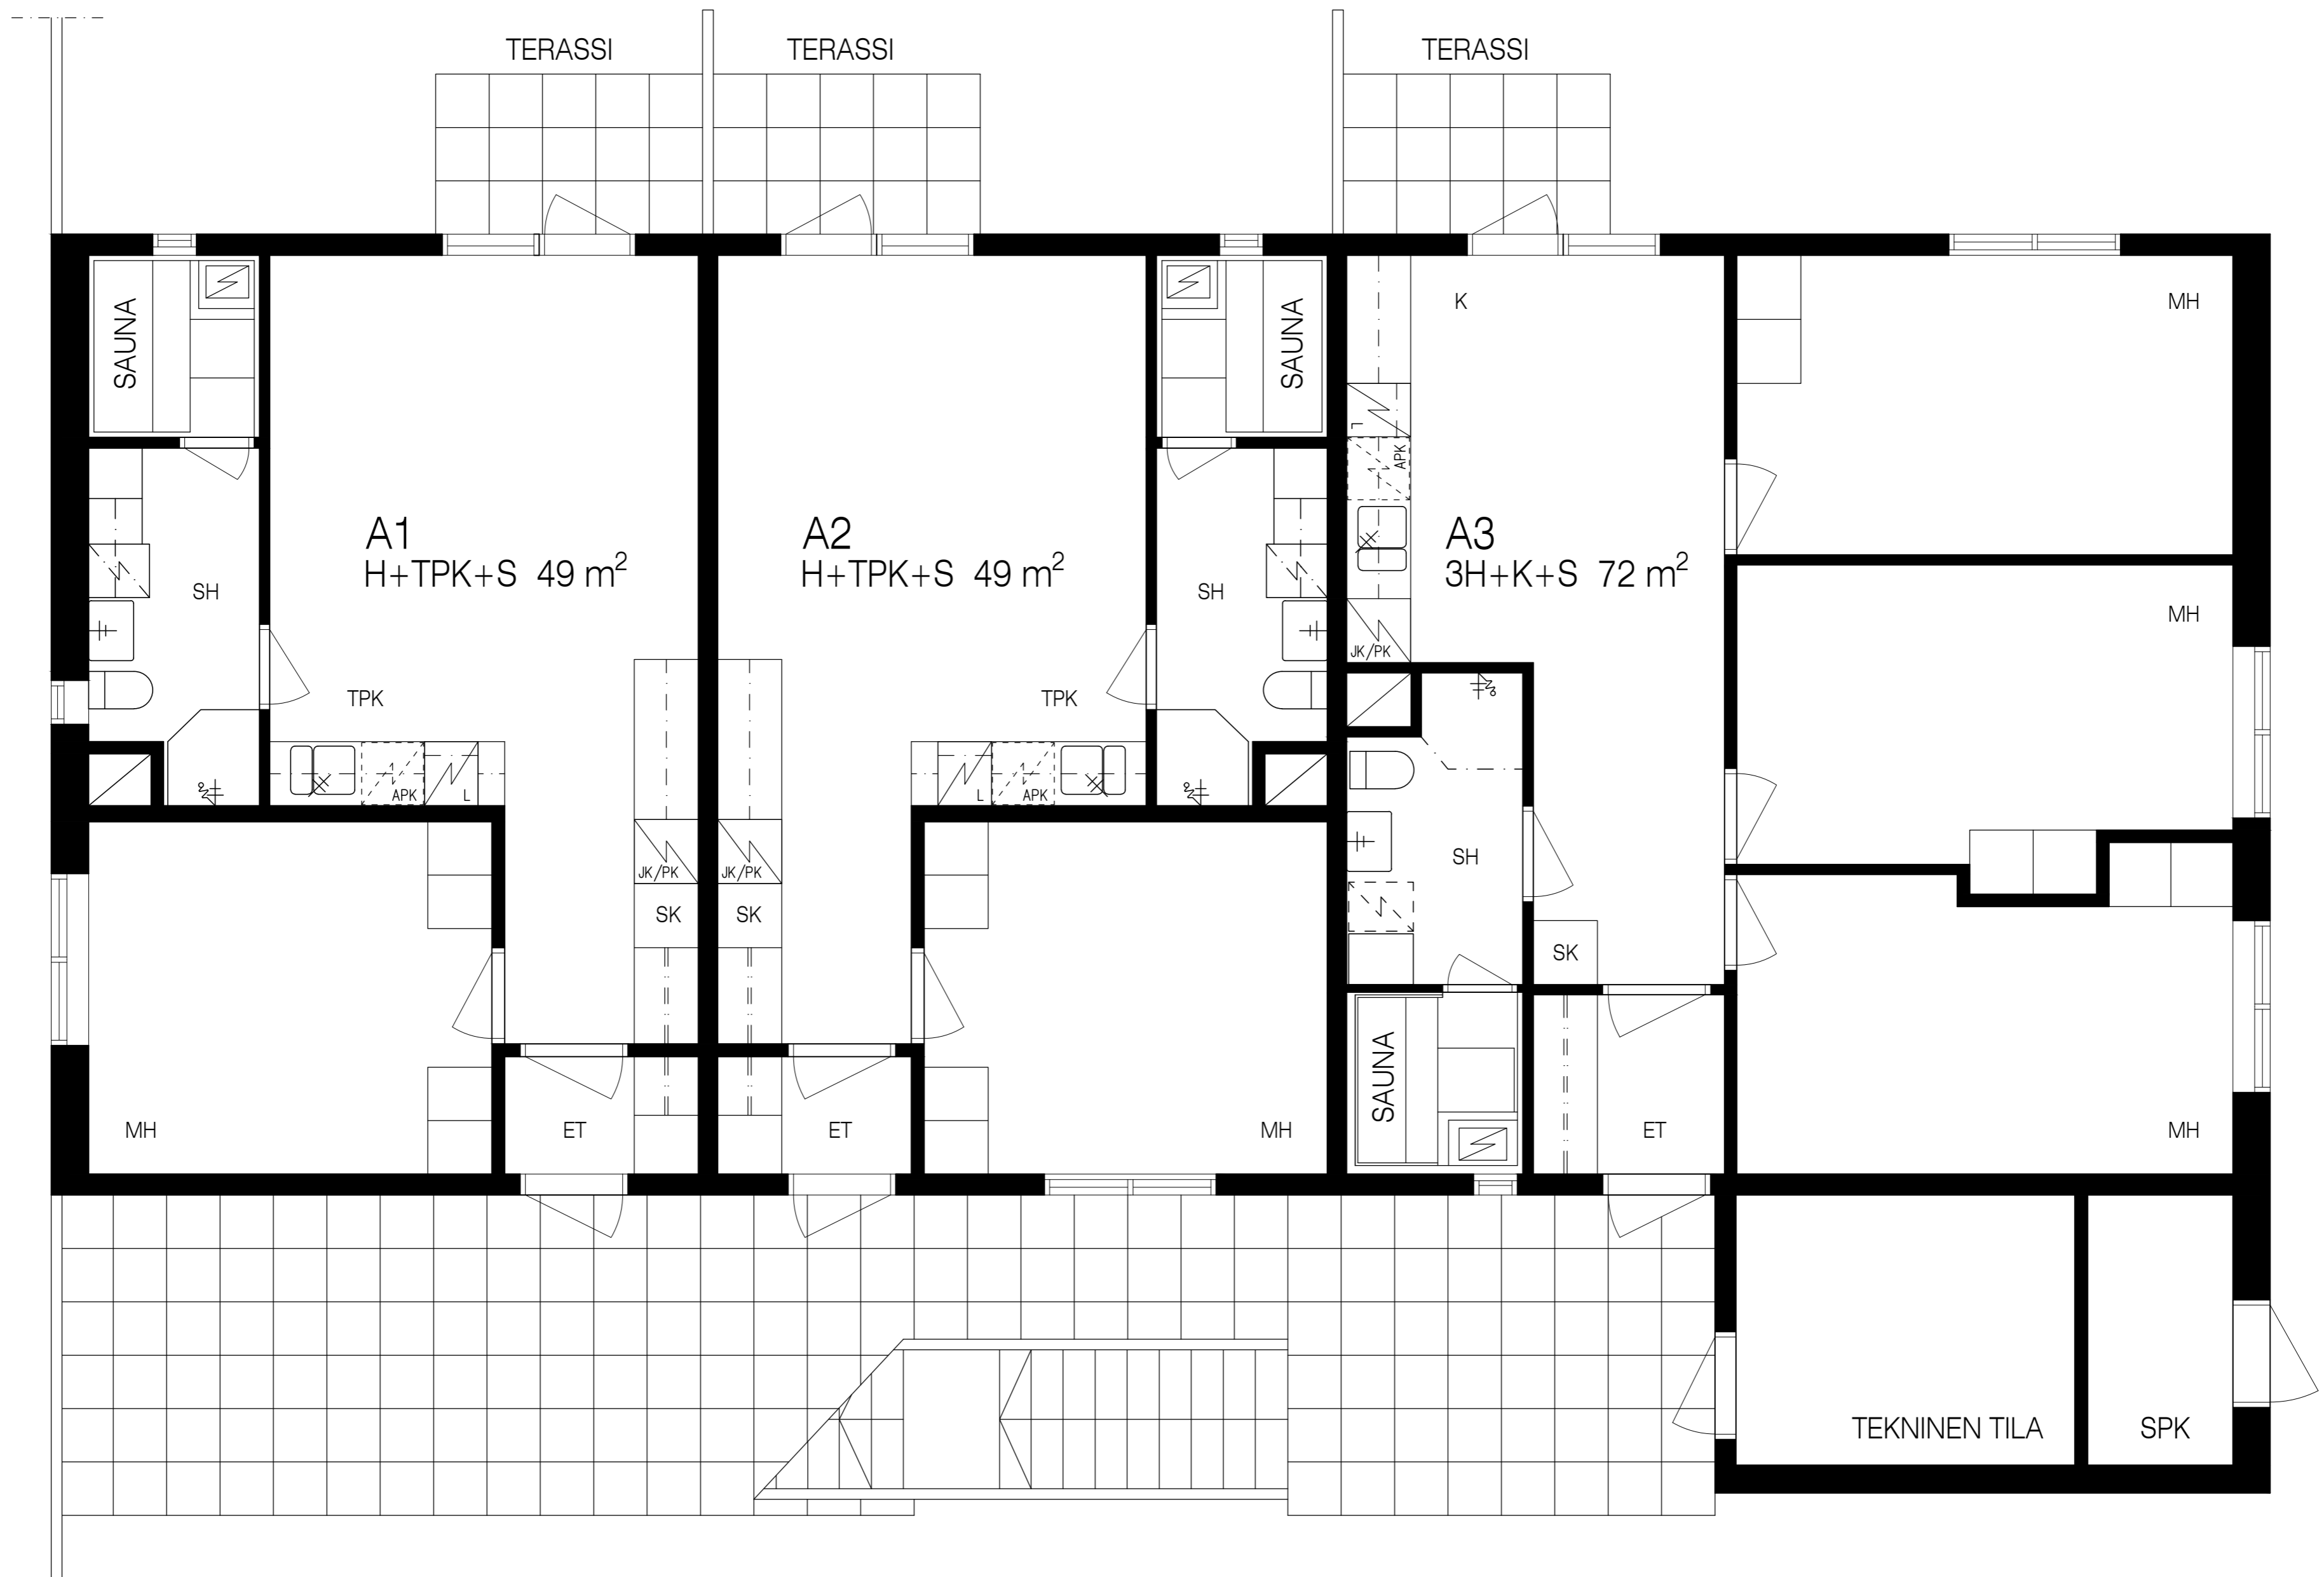 TERASSI
TERASSI
TERASSI
SAUNA
SAUNA
K
MH
L
APK
A1
H+TPK+S 49 m²
A2
H+TPK+S 49 m²
A3
3H+K+S 72 m²
SH
SH
MH
JK/PK
TPK
TPK
APK
L
L
APK
JK/PK
JK/PK
SH
SK
SK
SK
SAUNA
MH
ET
ET
MH
ET
MH
TEKNINEN TILA
SPK